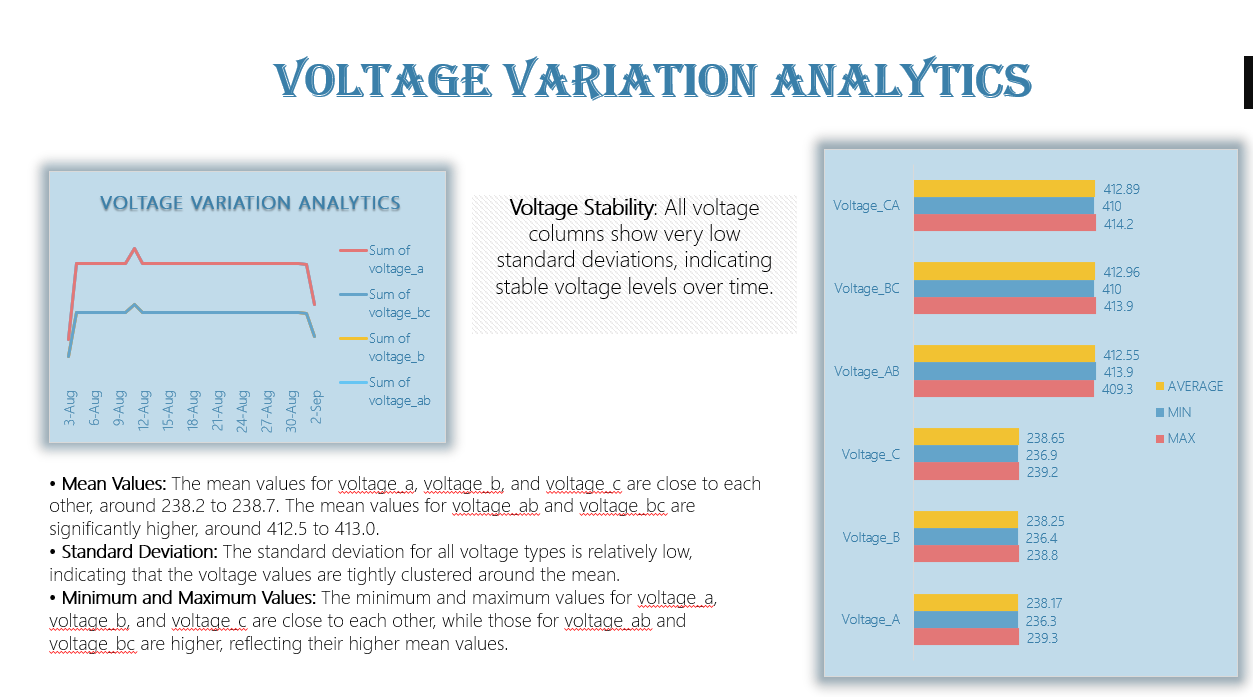 VOLTAGE VARIATION ANALYTICS
VOLTAGE VARIATION ANALYTICS
Sum of
voltage_a
Sum of
voltage_bc
Sum of
voltage_b
Sum of
voltage_ab
3-Aug
6-Aug
9-Aug
12-Aug
15-Aug
18-Aug
21-Aug
24-Aug
27-Aug
30-Aug
2-Sep
Voltage Stability: All voltage
columns show very low
standard deviations, indicating
stable voltage levels over time.
• Mean Values: The mean values for voltage_a, voltage_b, and voltage_c are close to each
other, around 238.2 to 238.7. The mean values for voltage_ab and voltage_bc are
significantly higher, around 412.5 to 413.0.
• Standard Deviation: The standard deviation for all voltage types is relatively low,
indicating that the voltage values are tightly clustered around the mean.
• Minimum and Maximum Values: The minimum and maximum values for voltage_a,
voltage_b, and voltage_c are close to each other, while those for voltage_ab and
voltage_bc are higher, reflecting their higher mean values.
412.89
Voltage_CA 410
414.2
412.96
Voltage_BC 410
413.9
412.55
Voltage_AB 413.9
409.3
238.65
Voltage_C 236.9
239.2
238.25
Voltage_B 236.4
238.8
238.17
Voltage_A 236.3
239.3
AVERAGE
MIN
MAX